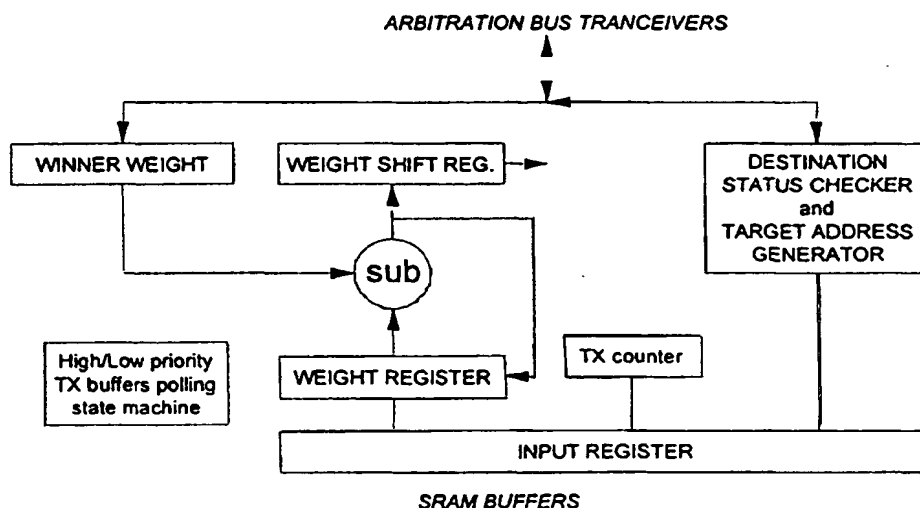 ARBITRATION BUS TRANCEIVERS
WINNER WEIGHT
WEIGHT SHIFT REG.
DESTINATION
STATUS CHECKER
and
TARGET ADDRESS
GENERATOR
sub
High/Low priority
TX buffers polling
state machine
WEIGHT REGISTER
TX counter
INPUT REGISTER
SRAM BUFFERS